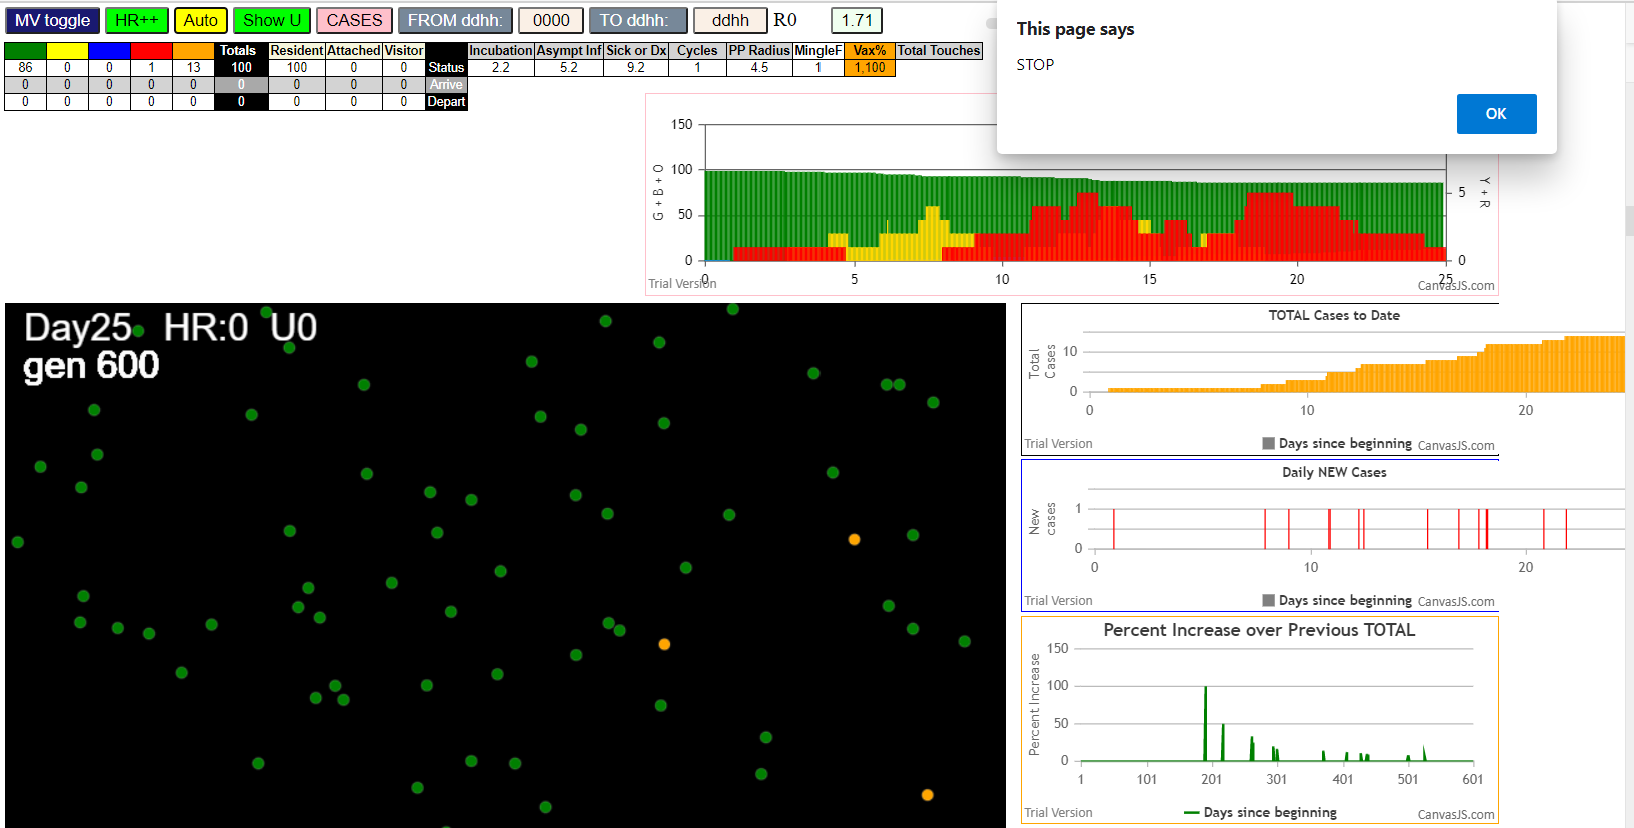 MV toggle HR++ Auto Show U CASES FROM ddhh: 0000 TO ddhh: ddhh R0 1.71
This page says
STOP
OK
Totals Resident Attached Visitor Incubation Asympt Inf Sick or Dx Cycles PP Radius MingleF Vax% Total Touches
86 0 0 1 13 100 100 0 0 Status 2.2 5.2 9.2 1 4.5 1 1,100
0 0 0 0 0 0 0 0 0 Arrive
0 0 0 0 0 0 0 0 0 Depart
150
100
50
0
G + B + O
5
0
Y + R
0 5 10 15 20 25
Trial Version CanvasJS.com
Day25 HR:0 U0
gen 600
TOTAL Cases to Date
Total
Cases
10
0
0 10 20
Trial Version Days since beginning CanvasJS.com
Daily NEW Cases
New
cases
1
0
0 10 20
Trial Version Days since beginning CanvasJS.com
Percent Increase over Previous TOTAL
Percent Increase
150
100
50
0
1 101 201 301 401 501 601
Trial Version Days since beginning CanvasJS.com